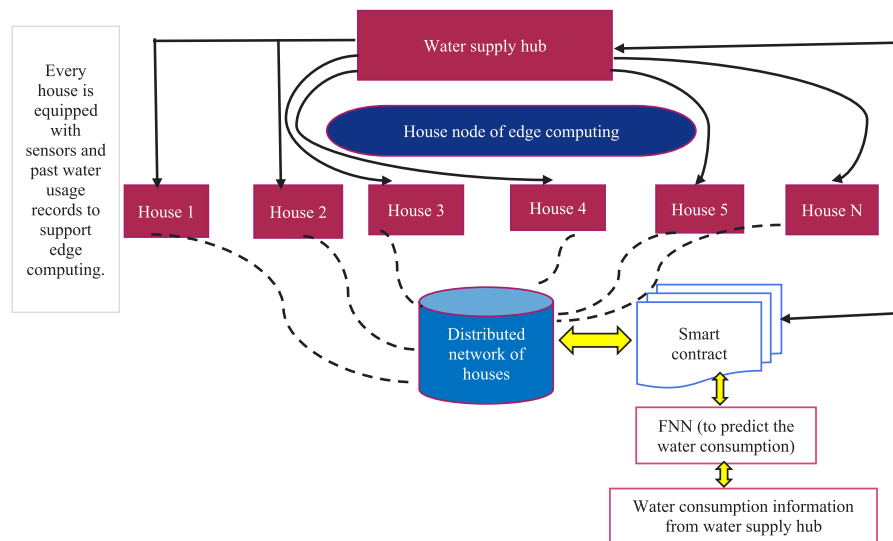 Water supply hub
Every
house is
equipped
with
sensors and
past water
usage
records to
support
edge
computing.
House node of edge computing
House 1
House 2
House 3
House 4
House 5
House N
Distributed
network of
houses
Smart
contract
FNN (to predict the
water consumption)
Water consumption information
from water supply hub